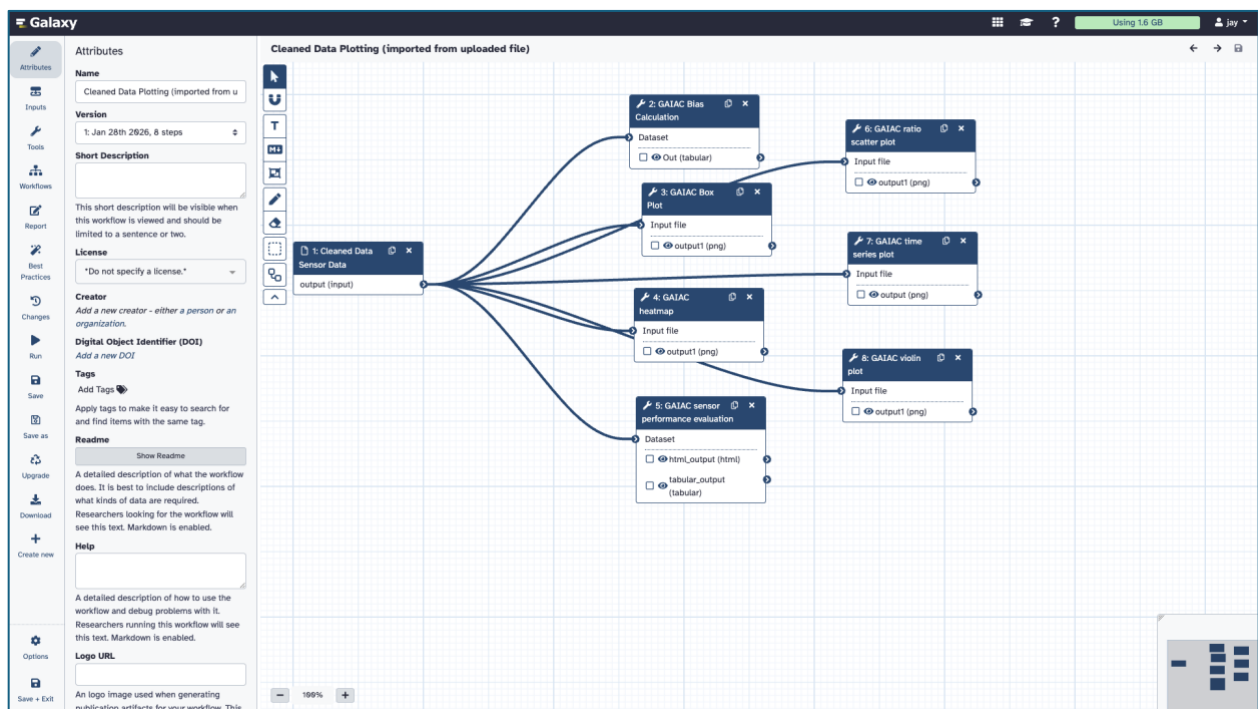 Galaxy
?
Using 1.6 GB
jay
Attributes
Inputs
Tools
Workflows
Report
Best
Practices
Changes
Run
Save
Save as
Upgrade
Download
Create new
Options
Save + Exit
Attributes
Name
Cleaned Data Plotting (imported from u
Version
1: Jan 28th 2026, 8 steps
Short Description
This short description will be visible when
this workflow is viewed and should be
limited to a sentence or two.
License
*Do not specify a license.*
Creator
Add a new creator - either a person or an
organization.
Digital Object Identifier (DOI)
Add a new DOI
Tags
Add Tags
Apply tags to make it easy to search for
and find items with the same tag.
Readme
Show Readme
A detailed description of what the workflow
does. It is best to include descriptions of
what kinds of data are required.
Researchers looking for the workflow will
see this text. Markdown is enabled.
Help
A detailed description of how to use the
workflow and debug problems with it.
Researchers running this workflow will see
this text. Markdown is enabled.
Logo URL
An logo image used when generating
publication artifacts for your workflow. This
Cleaned Data Plotting (imported from uploaded file)
T
1: Cleaned Data
Sensor Data
output (input)
2: GAIAC Bias
Calculation
Dataset
Out (tabular)
3: GAIAC Box
Plot
Input file
output1 (png)
4: GAIAC
heatmap
Input file
output1 (png)
5: GAIAC sensor
performance evaluation
Dataset
html_output (html)
tabular_output
(tabular)
6: GAIAC ratio
scatter plot
Input file
output1 (png)
7: GAIAC time
series plot
Input file
output (png)
8: GAIAC violin
plot
Input file
output1 (png)
100%